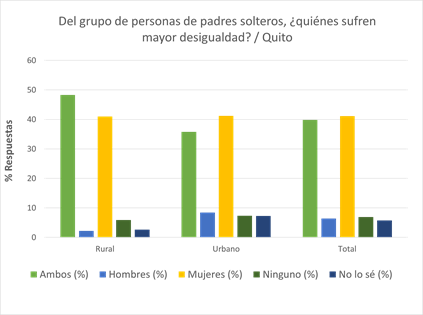 Del grupo de personas de padres solteros, ¿quiénes sufren
mayor desigualdad? / Quito
% Respuestas
60
50
40
30
20
10
0
Rural Urbano Total
Ambos (%) Hombres (%) Mujeres (%) Ninguno (%) No lo sé (%)